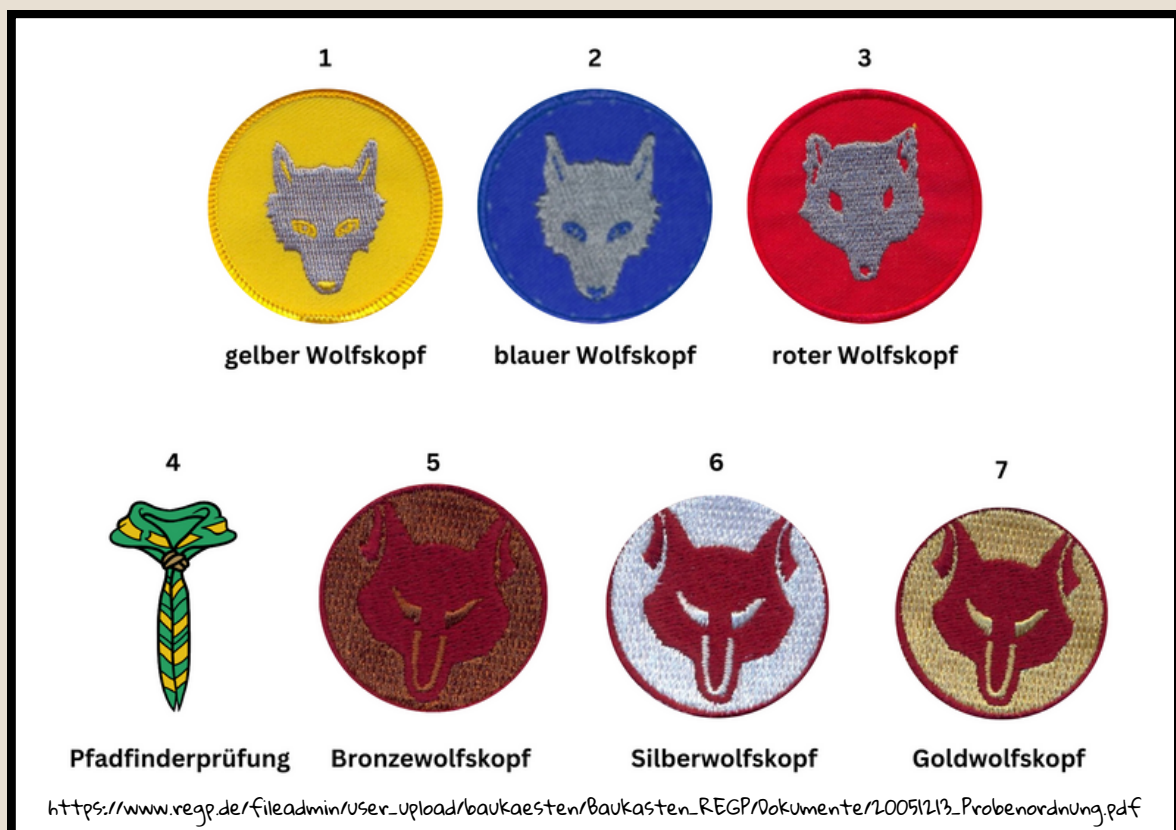 1 2 3
gelber Wolfskopf blauer Wolfskopf roter Wolfskopf
4 5 6 7
Pfadfinderprüfung Bronzewolfskopf Silberwolfskopf Goldwolfskopf
https://www.regp.de/fileadmin/user_upload/baukaesten/Baukasten_REGP/Dokumente/20051213_Probenordnung.pdf